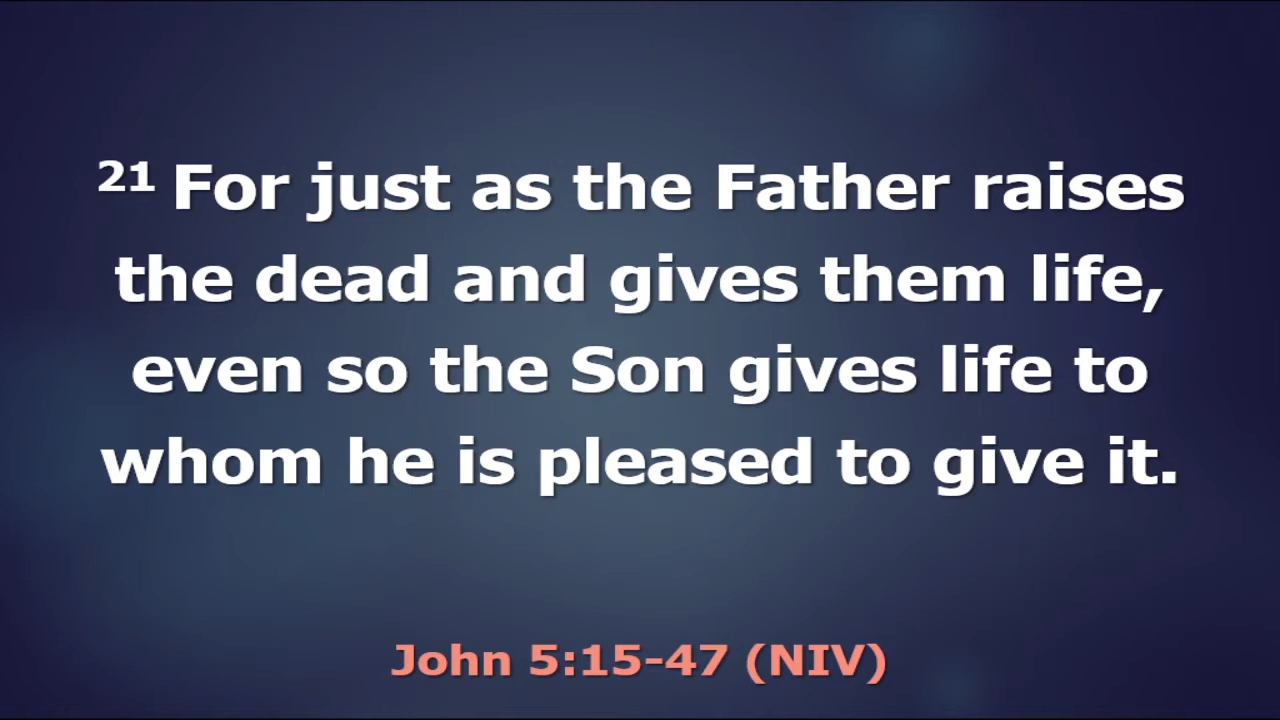 21 For just as the Father raises
the dead and gives them life,
even so the Son gives life to
whom he is pleased to give it.
John 5:15-47 (NIV)